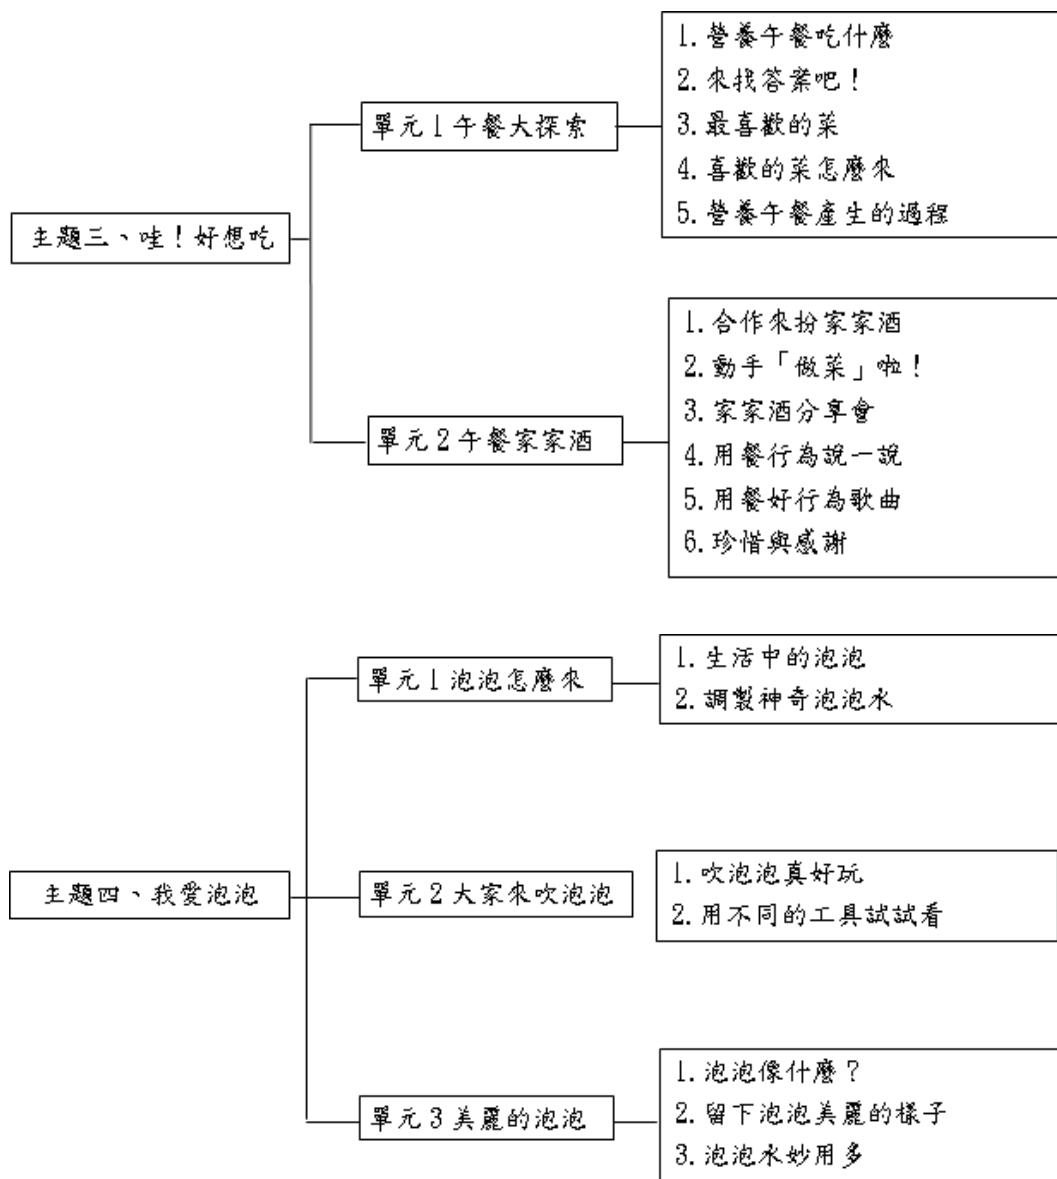 主題三、哇！好想吃
單元1午餐大探索
1.營養午餐吃什麼
2.來找答案吧！
3.最喜歡的菜
4.喜歡的菜怎麼來
5.營養午餐產生的過程
單元2午餐家家酒
1.合作來扮家家酒
2.動手「做菜」啦！
3.家家酒分享會
4.用餐行為說一說
5.用餐好行為歌曲
6.珍惜與感謝
主題四、我愛泡泡
單元1泡泡怎麼來
1.生活中的泡泡
2.調製神奇泡泡水
單元2大家來吹泡泡
1.吹泡泡真好玩
2.用不同的工具試試看
單元3美麗的泡泡
1.泡泡像什麼？
2.留下泡泡美麗的樣子
3.泡泡水妙用多